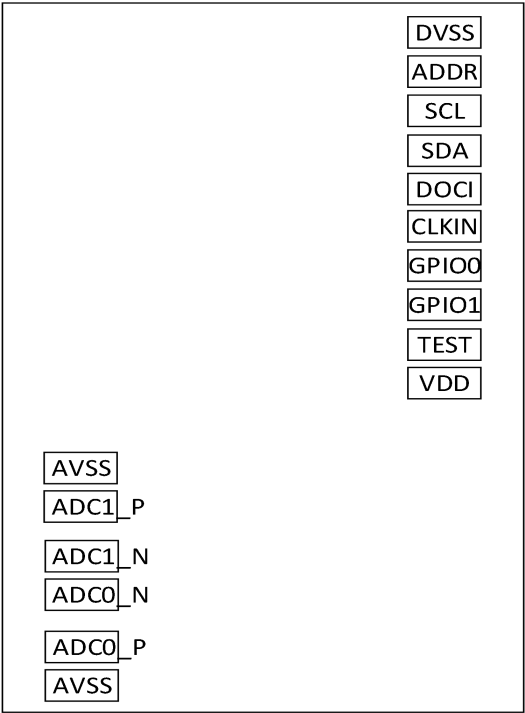 DVSS
ADDR
SCL
SDA
DOCI
CLKIN
GPIO0
GPIO1
TEST
VDD
AVSS
ADC1_P
ADC1_N
ADC0_N
ADC0_P
AVSS